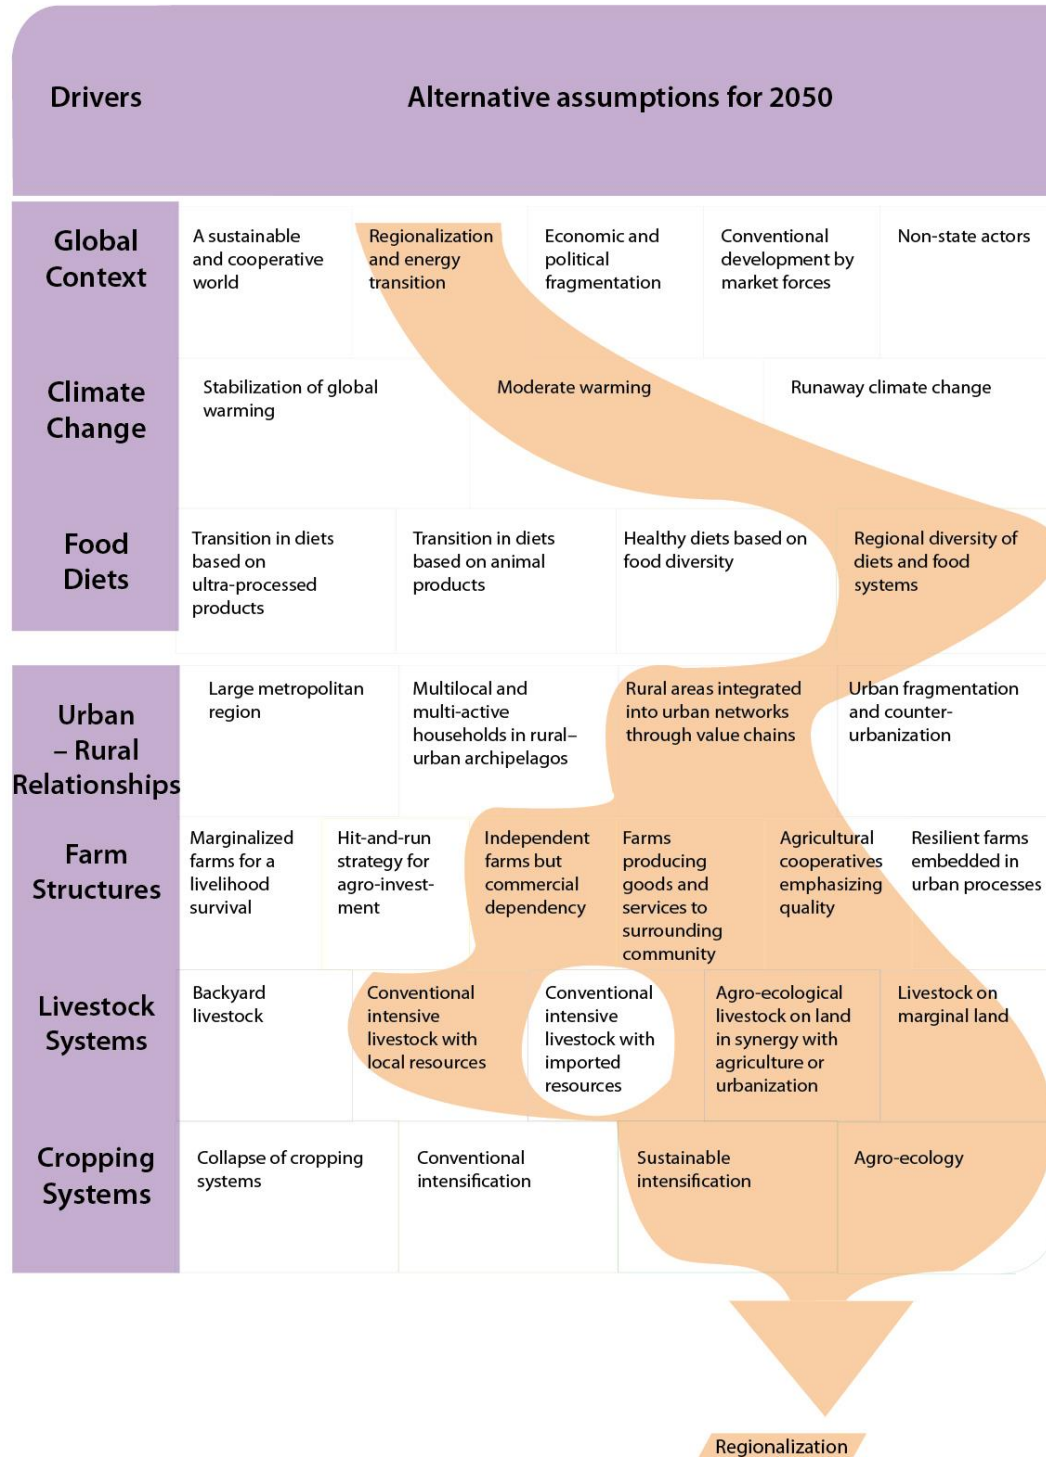 Drivers
Alternative assumptions for 2050
Global
Context
A sustainable
and cooperative
world
Regionalization
and energy
transition
Economic and
political
fragmentation
Conventional
development by
market forces
Non-state actors
Climate
Change
Stabilization of global
warming
Moderate warming
Runaway climate change
Food
Diets
Transition in diets
based on
ultra-processed
products
Transition in diets
based on animal
products
Healthy diets based on
food diversity
Regional diversity of
diets and food
systems
Urban
– Rural
Relationships
Large metropolitan
region
Multilocal and
multi-active
households in rural–
urban archipelagos
Rural areas integrated
into urban networks
through value chains
Urban fragmentation
and counter-
urbanization
Farm
Structures
Marginalized
farms for a
livelihood
survival
Hit-and-run
strategy for
agro-invest-
ment
Independent
farms but
commercial
dependency
Farms
producing
goods and
services to
surrounding
community
Agricultural
cooperatives
emphasizing
quality
Resilient farms
embedded in
urban processes
Livestock
Systems
Backyard
livestock
Conventional
intensive
livestock with
local resources
Conventional
intensive
livestock with
imported
resources
Agro-ecological
livestock on land
in synergy with
agriculture or
urbanization
Livestock on
marginal land
Cropping
Systems
Collapse of cropping
systems
Conventional
intensification
Sustainable
intensification
Agro-ecology
Regionalization